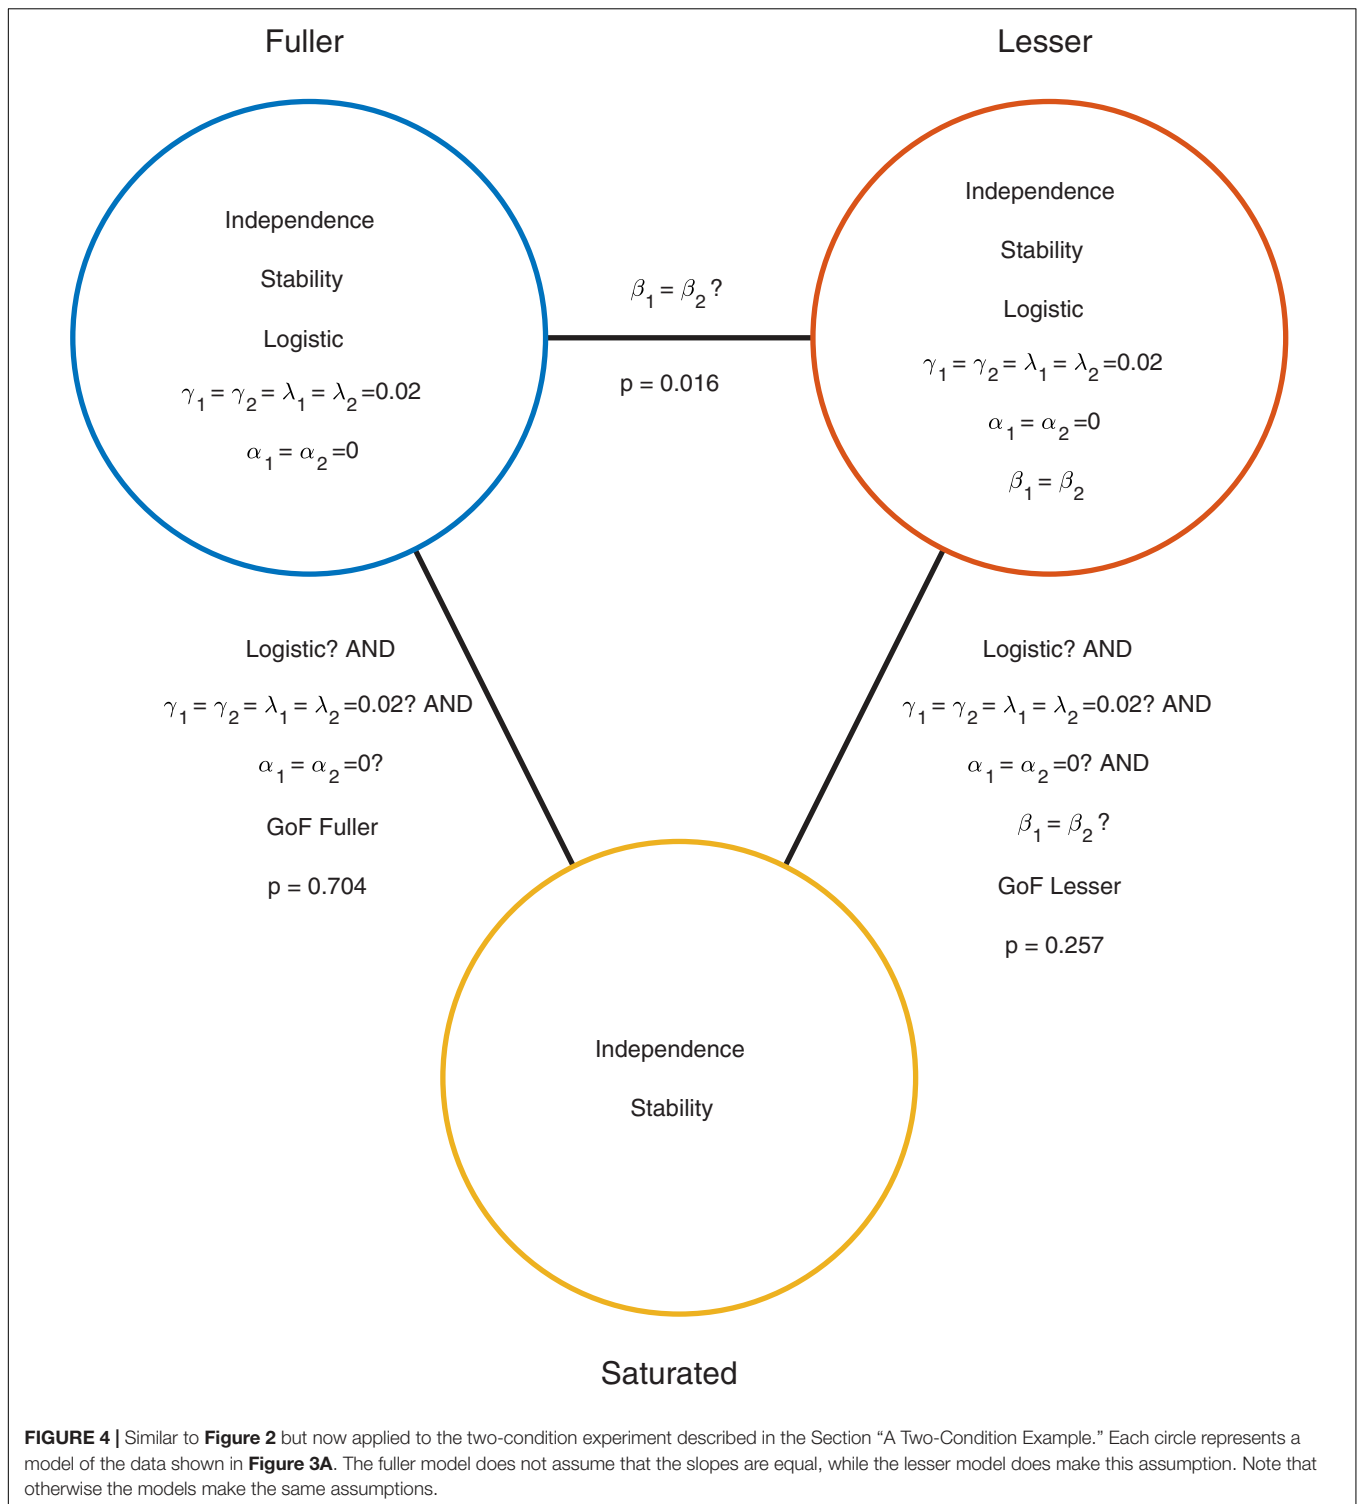 Fuller
Lesser
Independence
Stability
Logistic
γ1 = γ2 = λ1 = λ2 =0.02
α1 = α2 =0
β1 = β2 ?
p = 0.016
Independence
Stability
Logistic
γ1 = γ2 = λ1 = λ2 =0.02
α1 = α2 =0
β1 = β2
Logistic? AND
γ1 = γ2 = λ1 = λ2 =0.02? AND
α1 = α2 =0?
GoF Fuller
p = 0.704
Logistic? AND
γ1 = γ2 = λ1 = λ2 =0.02? AND
α1 = α2 =0? AND
β1 = β2 ?
GoF Lesser
p = 0.257
Independence
Stability
Saturated
FIGURE 4 | Similar to Figure 2 but now applied to the two-condition experiment described in the Section “A Two-Condition Example.” Each circle represents a
model of the data shown in Figure 3A. The fuller model does not assume that the slopes are equal, while the lesser model does make this assumption. Note that
otherwise the models make the same assumptions.